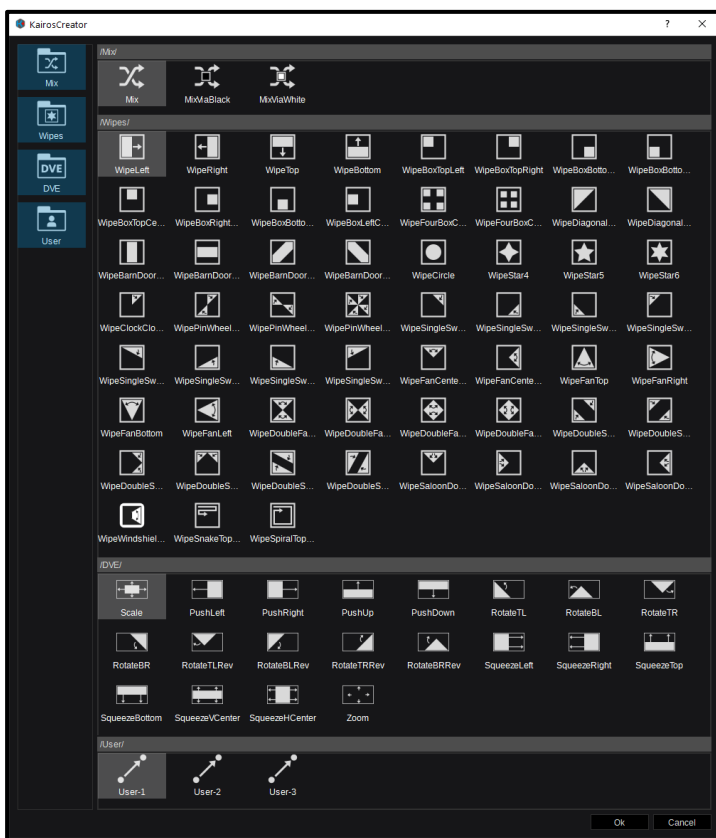 KairosCreator ? ×
Mix
Wipes
DVE
DVE
User
/Mix/
Mix MixViaBlack MixViaWhite
/Wipes/
WipeLeft WipeRight WipeTop WipeBottom WipeBoxTopLeft WipeBoxTopRight WipeBoxBotto... WipeBoxBotto...
WipeBoxTopCe... WipeBoxRight... WipeBoxBotto... WipeBoxLeftC... WipeFourBoxC... WipeFourBoxC... WipeDiagonal... WipeDiagonal...
WipeBarnDoor... WipeBarnDoor... WipeBarnDoor... WipeBarnDoor... WipeCircle WipeStar4 WipeStar5 WipeStar6
WipeClockClo... WipePinWheel... WipePinWheel... WipePinWheel... WipeSingleSw... WipeSingleSw... WipeSingleSw... WipeSingleSw...
WipeSingleSw... WipeSingleSw... WipeSingleSw... WipeSingleSw... WipeFanCente... WipeFanCente... WipeFanTop WipeFanRight
WipeFanBottom WipeFanLeft WipeDoubleFa... WipeDoubleFa... WipeDoubleFa... WipeDoubleFa... WipeDoubleS... WipeDoubleS...
WipeDoubleS... WipeDoubleS... WipeDoubleS... WipeDoubleS... WipeSaloonDo... WipeSaloonDo... WipeSaloonDo... WipeSaloonDo...
WipeWindshiel... WipeSnakeTop... WipeSpiralTop...
/DVE/
Scale PushLeft PushRight PushUp PushDown RotateTL RotateBL RotateTR
RotateBR RotateTLRev RotateBLRev RotateTRRev RotateBRRev SqueezeLeft SqueezeRight SqueezeTop
SqueezeBottom SqueezeVCenter SqueezeHCenter Zoom
/User/
User-1 User-2 User-3
Ok Cancel